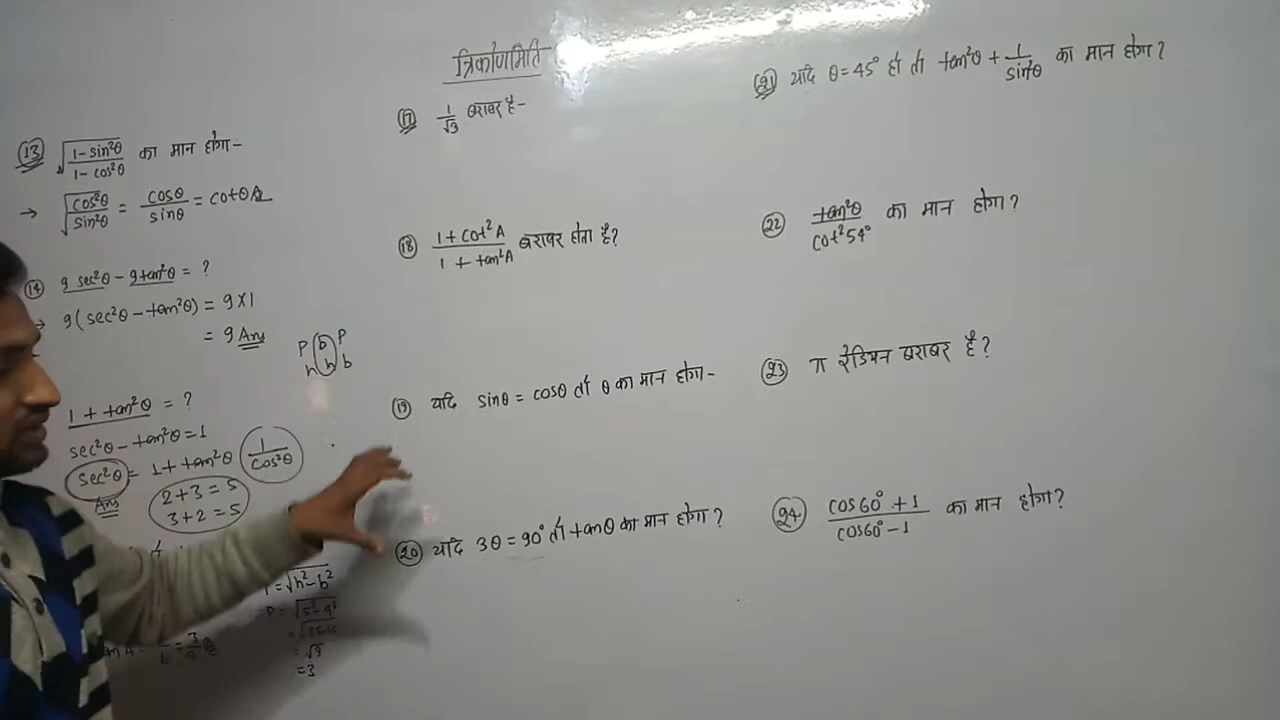 त्रिकोणमिति
(13) √(1-sin²θ / 1-cos²θ) का मान होगा-
→ √(cos²θ / sin²θ) = cosθ / sinθ = cotθ
(14) 9 sec²θ - 9tan²θ = ?
→ 9(sec²θ - tan²θ) = 9×1
= 9 Ans
P b P
h h b
1 + tan²θ = ?
sec²θ - tan²θ = 1
sec²θ = 1 + tan²θ 1/cos²θ
Ans
2+3=5
3+2=5
= √h²-b²
= 3
(17) 1/√3 बराबर है-
(18) 1 + cot²A / 1 + tan²A बराबर होता है?
(19) यदि sinθ = cosθ तो θ का मान होगा-
(20) यदि 3θ = 90° तो tanθ का मान होगा?
(21) यदि θ = 45° हो तो tan²θ + 1/sin²θ का मान होगा?
(22) tan²θ / cot²54° का मान होगा?
(23) π रेडियन बराबर है?
(24) cos60° + 1 / cos60° - 1 का मान होगा?